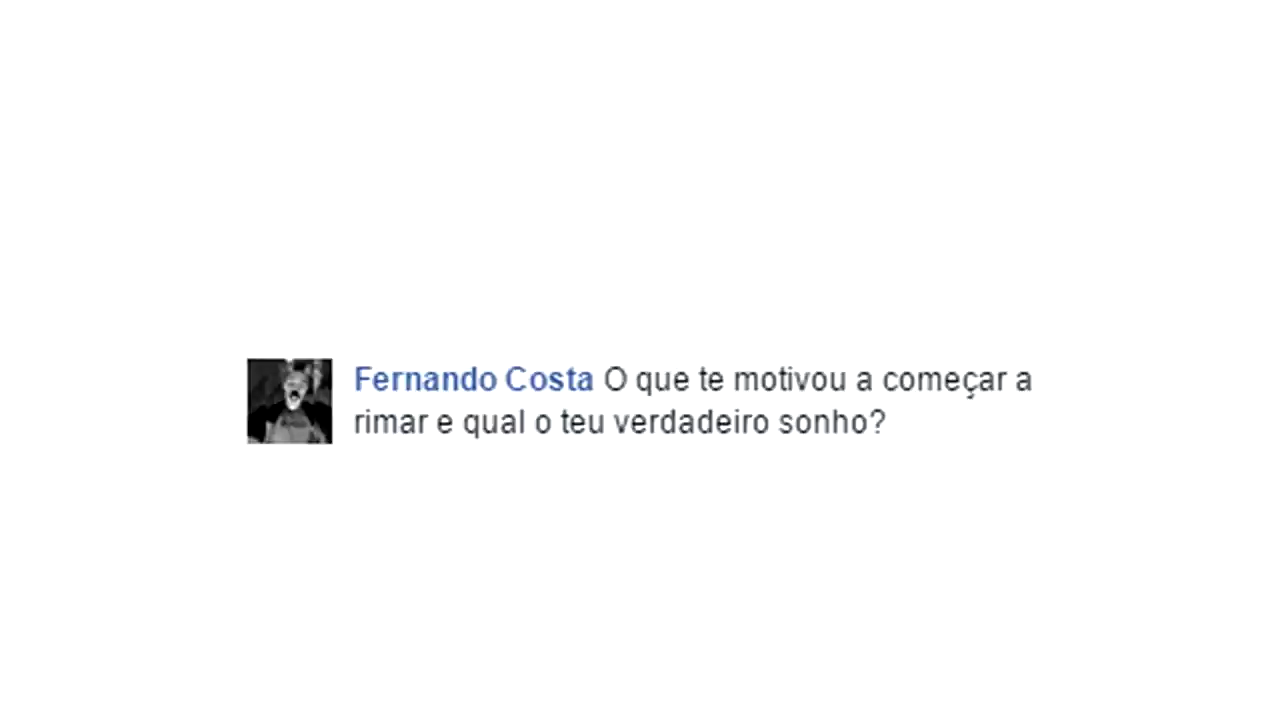 Fernando Costa O que te motivou a começar a
rimar e qual o teu verdadeiro sonho?